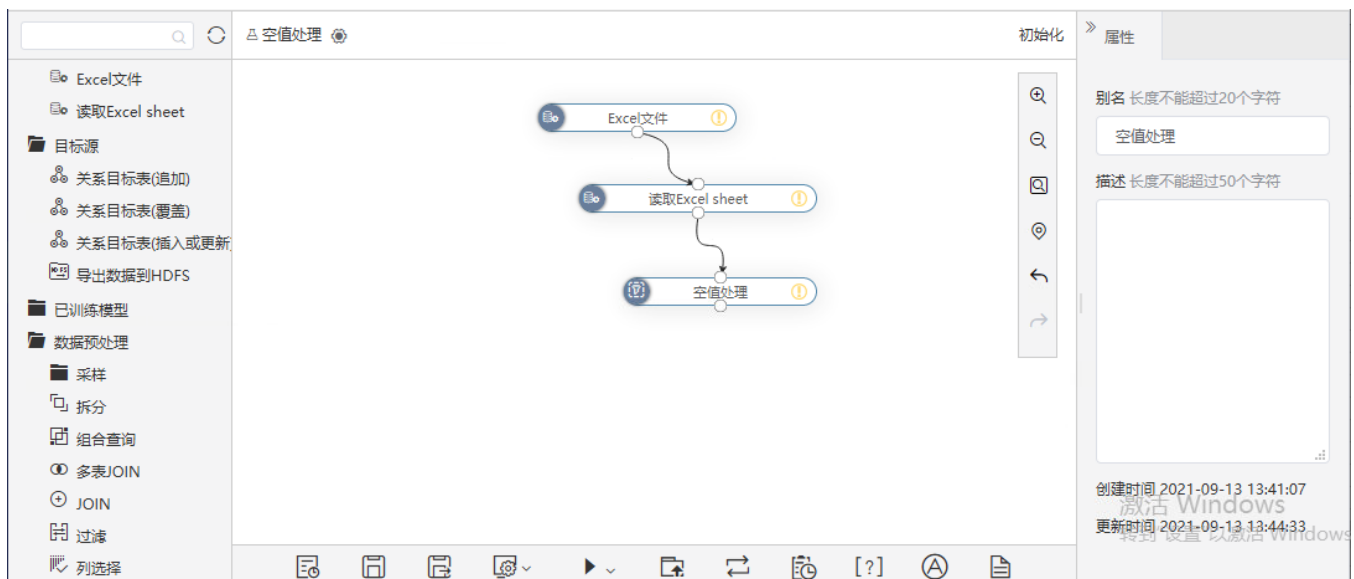 空值处理
初始化
属性
Excel文件
读取Excel sheet
目标源
关系目标表(追加)
关系目标表(覆盖)
关系目标表(插入或更新
导出数据到HDFS
已训练模型
数据预处理
采样
拆分
组合查询
多表JOIN
JOIN
过滤
列选择
Excel文件
读取Excel sheet
空值处理
[?]
别名 长度不能超过20个字符
空值处理
描述 长度不能超过50个字符
创建时间 2021-09-13 13:41:07
激活 Windows
更新时间 2021-09-13 13:44:33
转到"设置"以激活 Windows